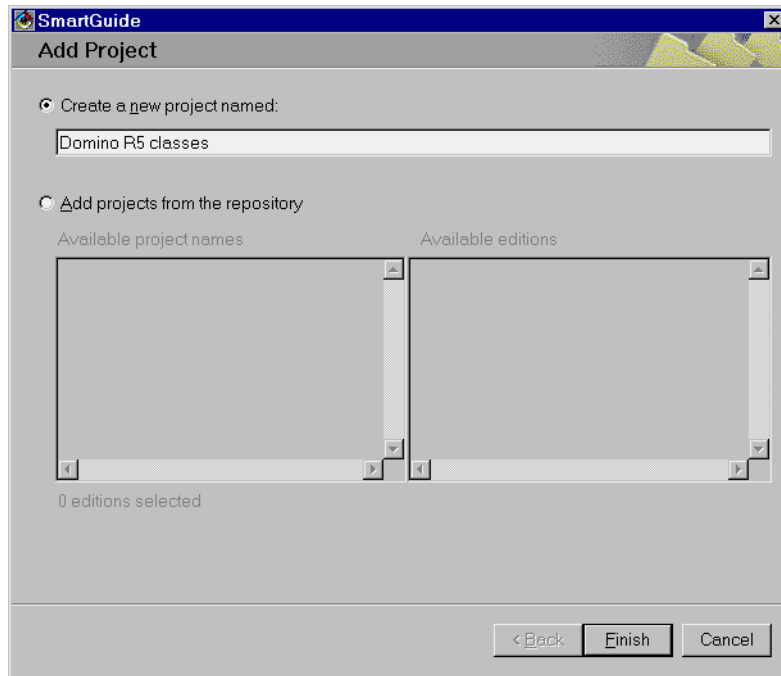 SmartGuide
Add Project
Create a new project named:
Domino R5 classes
Add projects from the repository
Available project names Available editions
0 editions selected
< Back Finish Cancel